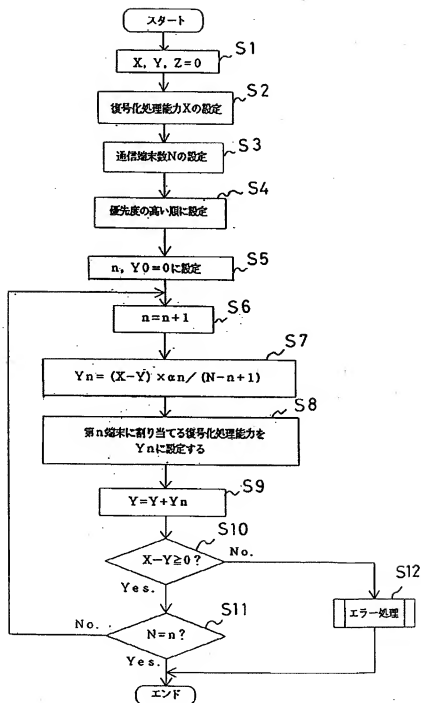 スタート
S1
X, Y, Z=0
S2
復号化処理能力Xの設定
S3
通信端末数Nの設定
S4
優先度の高い順に設定
S5
n, Y0=0に設定
S6
n=n+1
S7
Yn=(X-Y)×αn/(N-n+1)
S8
第n端末に割り当てる復号化処理能力を
Ynに設定する
S9
Y=Y+Yn
S10
X-Y≧0?
No.
Yes.
S12
エラー処理
S11
N=n?
No.
Yes.
エンド